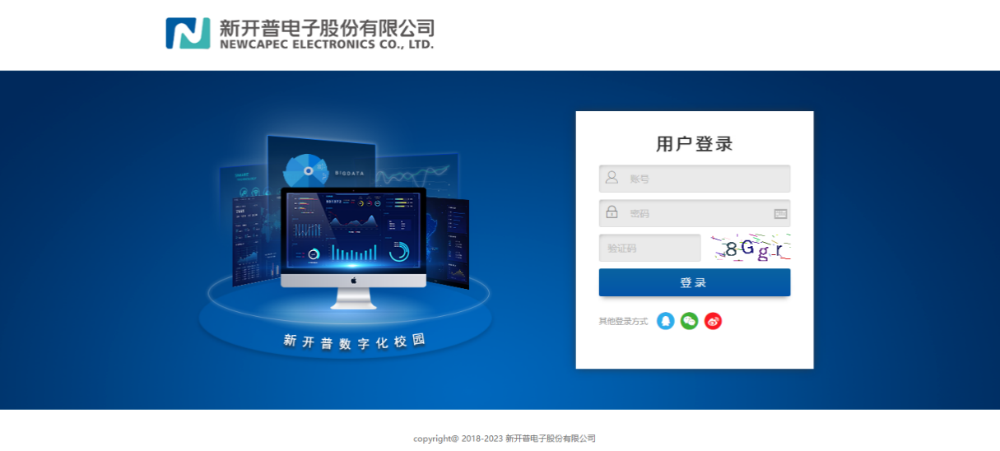 新开普电子股份有限公司
NEWCAPEC ELECTRONICS CO., LTD.
BIGDATA
新开普数字化校园
用户登录
账号
密码
验证码
8Ggr
登录
其他登录方式
copyright@ 2018-2023 新开普电子股份有限公司